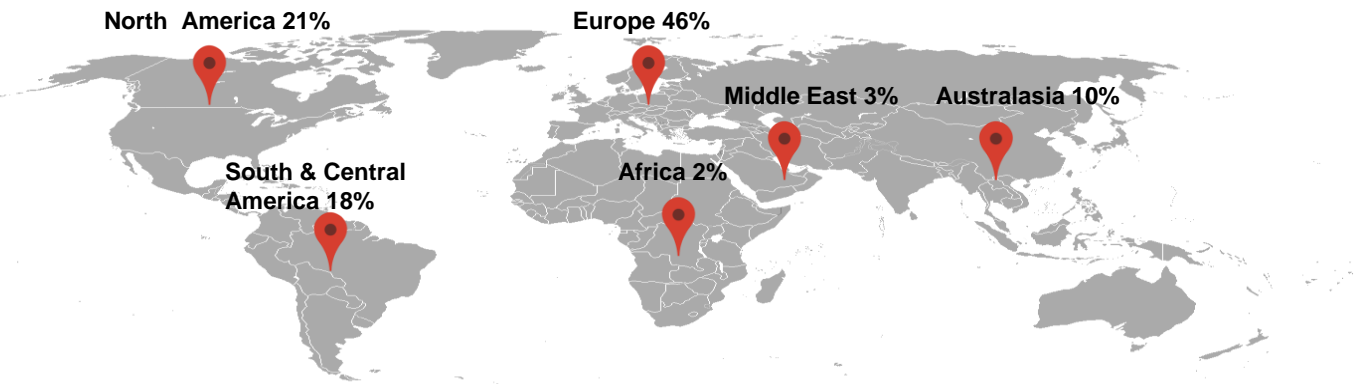 North America 21%
Europe 46%
Middle East 3%
Australasia 10%
South & Central
America 18%
Africa 2%